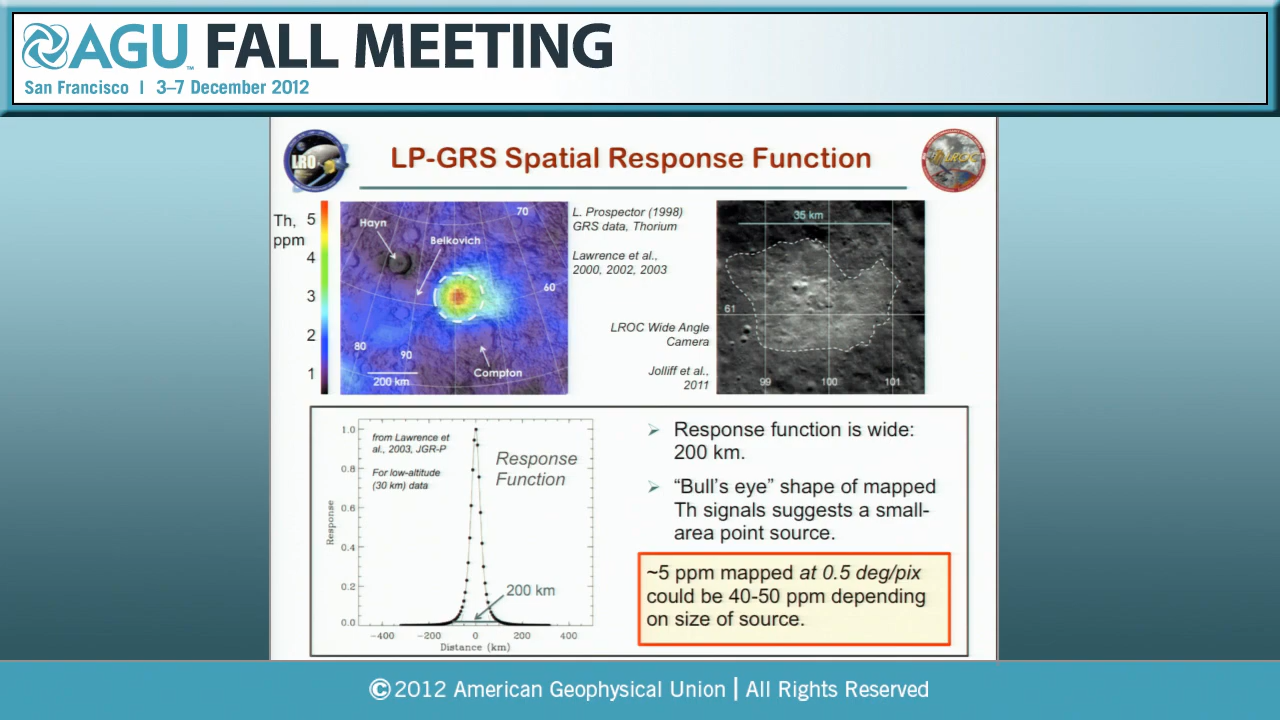 AGU™ FALL MEETING
San Francisco | 3–7 December 2012
LRO
LROC
LP-GRS Spatial Response Function
Th,
ppm
5
4
3
2
1
Hayn
Belkovich
70
60
80
90
200 km
Compton
L. Prospector (1998)
GRS data, Thorium
Lawrence et al.,
2000, 2002, 2003
LROC Wide Angle
Camera
Jolliff et al.,
2011
35 km
61
99
100
101
from Lawrence et
al., 2003, JGR-P
For low-altitude
(30 km) data
Response
Function
200 km
Response
1.0
0.8
0.6
0.4
0.2
0.0
-400
-200
0
200
400
Distance (km)
➢ Response function is wide:
200 km.
➢ “Bull’s eye” shape of mapped
Th signals suggests a small-
area point source.
~5 ppm mapped at 0.5 deg/pix
could be 40-50 ppm depending
on size of source.
©2012 American Geophysical Union | All Rights Reserved